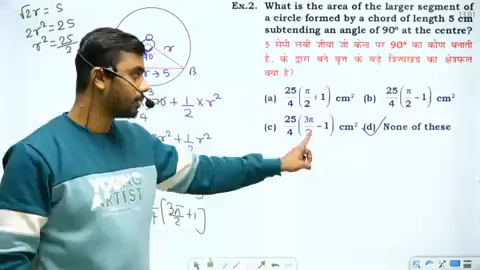 √2r = 5
2r² = 25
r² = 25/2
r
90
r → 5
B
+ 1/2 × r²
r² + 1/2 r²
[3π/2 + 1]
YOUNG
ARTIST
Ex.2. What is the area of the larger segment of
a circle formed by a chord of length 5 cm
subtending an angle of 90° at the centre?
5 सेमी लंबी जीवा जो केन्द्र पर 90° का कोण बनाती
है, के द्वारा बने वृत्त के बड़े त्रिज्यखंड का क्षेत्रफल
क्या है?
(a) 25/4 (π/2 + 1) cm² (b) 25/4 (π/2 − 1) cm²
(c) 25/4 (3π/ − 1) cm² (d) None of these